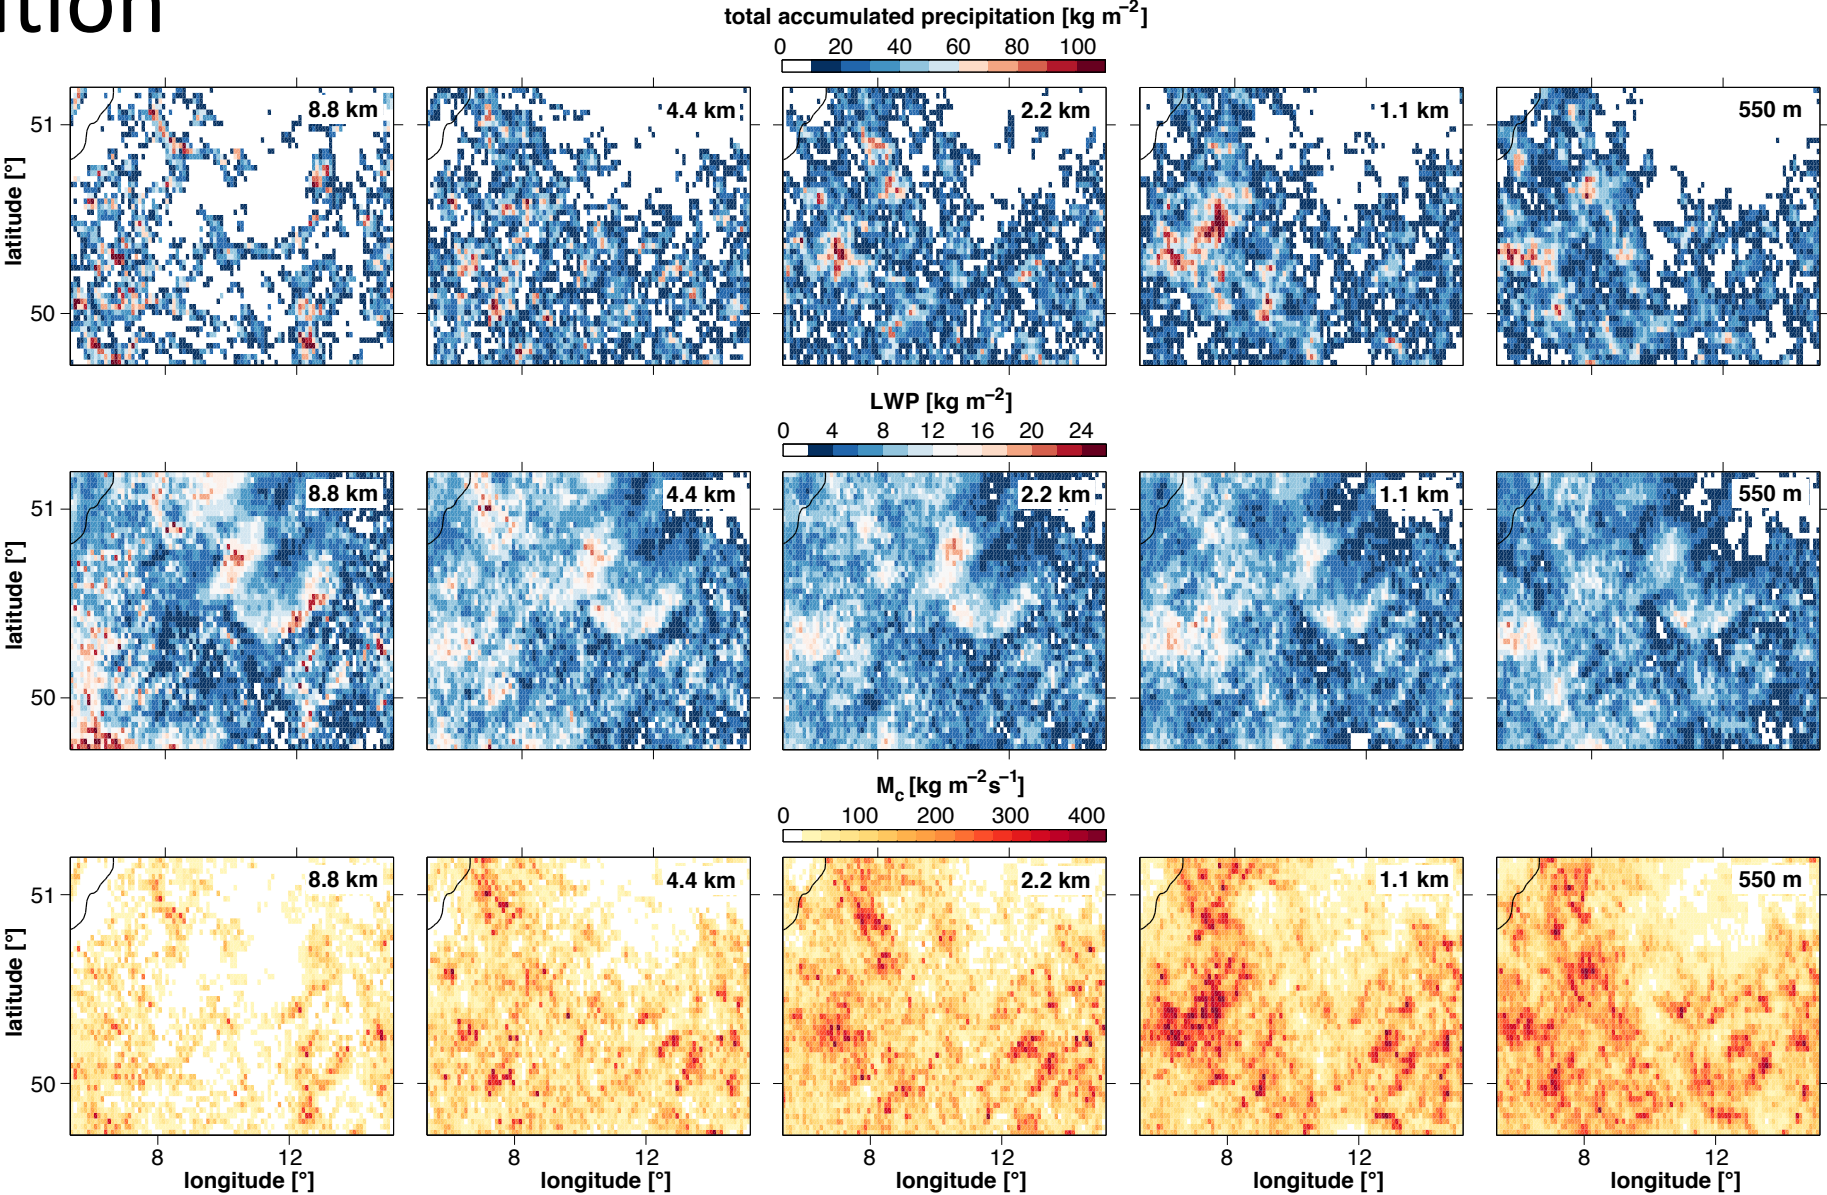 total accumulated precipitation [kg m−2]
0 20 40 60 80 100
8.8 km 4.4 km 2.2 km 1.1 km 550 m
51
50
latitude [°]
LWP [kg m−2]
0 4 8 12 16 20 24
8.8 km 4.4 km 2.2 km 1.1 km 550 m
51
50
latitude [°]
Mc [kg m−2s−1]
0 100 200 300 400
8.8 km 4.4 km 2.2 km 1.1 km 550 m
51
50
latitude [°]
8 12 8 12 8 12 8 12 8 12
longitude [°] longitude [°] longitude [°] longitude [°] longitude [°]